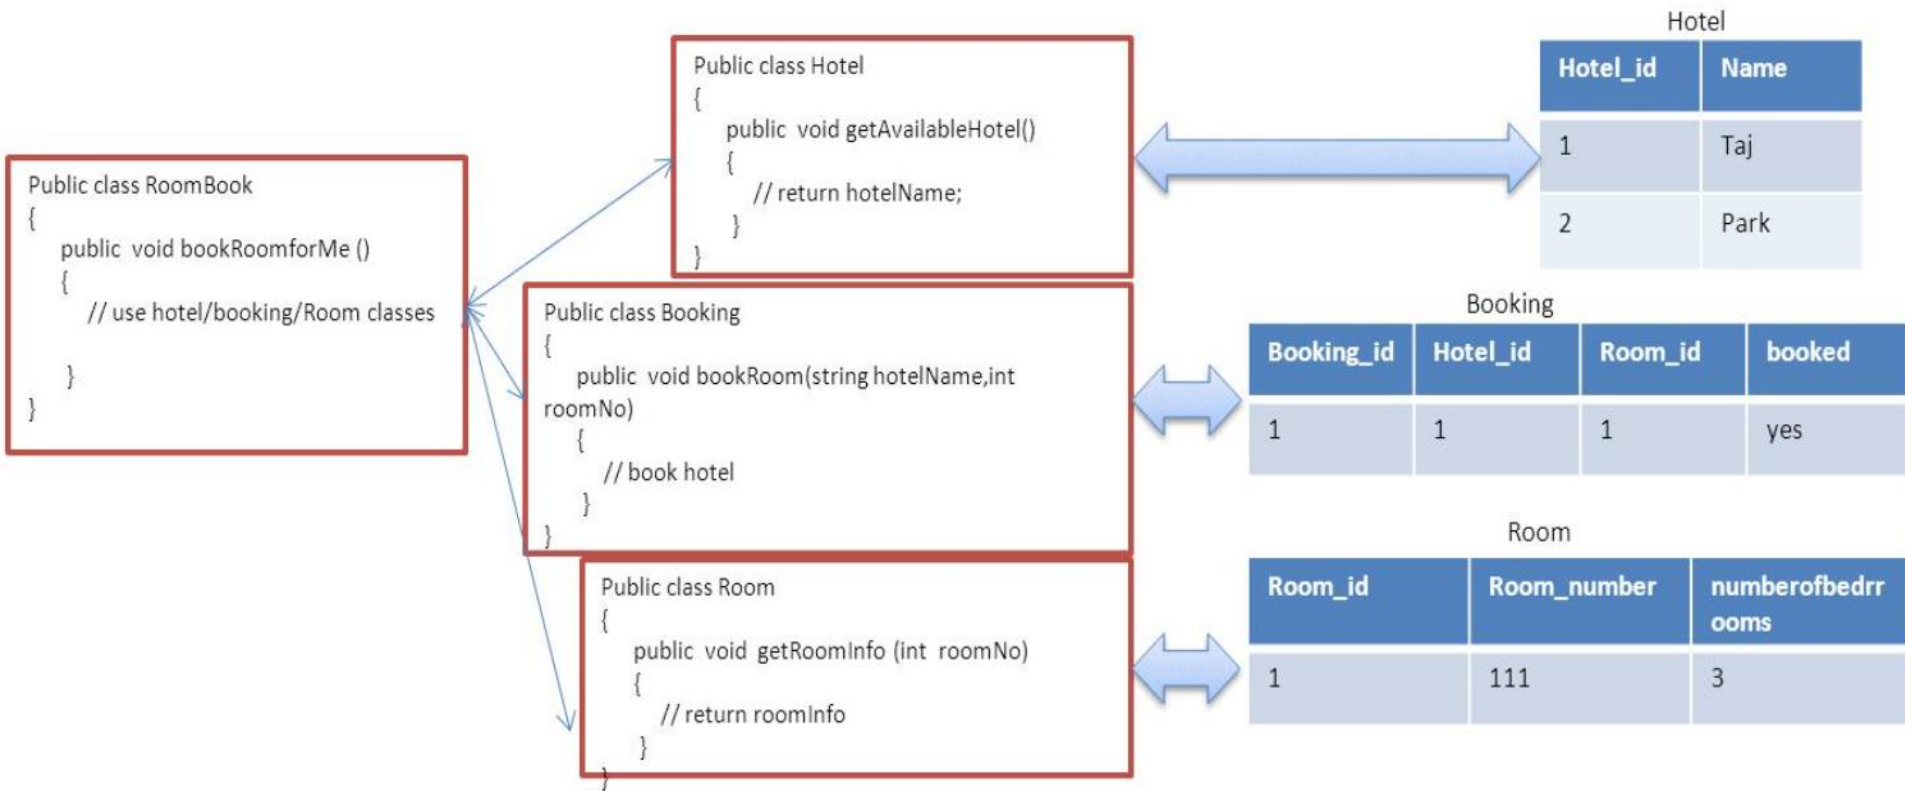 Public class RoomBook
{
public void bookRoomforMe ()
{
// use hotel/booking/Room classes
}
}
Public class Hotel
{
public void getAvailableHotel()
{
// return hotelName;
}
}
Public class Booking
{
public void bookRoom(string hotelName,int
roomNo)
{
// book hotel
}
}
Public class Room
{
public void getRoomInfo (int roomNo)
{
// return roomInfo
}
}
Hotel
Hotel_id Name
1 Taj
2 Park
Booking
Booking_id Hotel_id Room_id booked
1 1 1 yes
Room
Room_id Room_number numberofbedrr
ooms
1 111 3